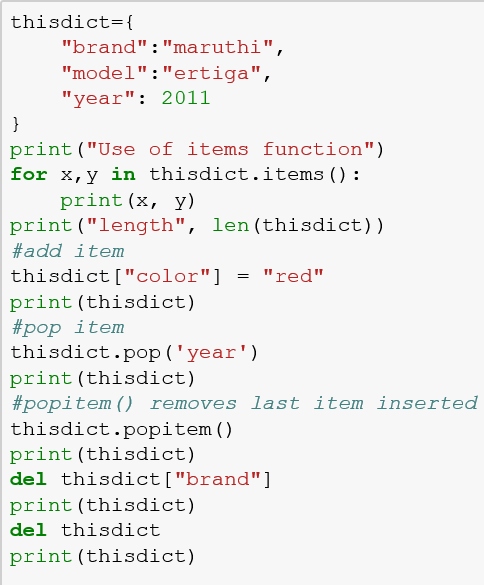 thisdict={
    "brand":"maruthi",
    "model":"ertiga",
    "year": 2011
}
print("Use of items function")
for x,y in thisdict.items():
    print(x, y)
print("length", len(thisdict))
#add item
thisdict["color"] = "red"
print(thisdict)
#pop item
thisdict.pop('year')
print(thisdict)
#popitem() removes last item inserted
thisdict.popitem()
print(thisdict)
del thisdict["brand"]
print(thisdict)
del thisdict
print(thisdict)